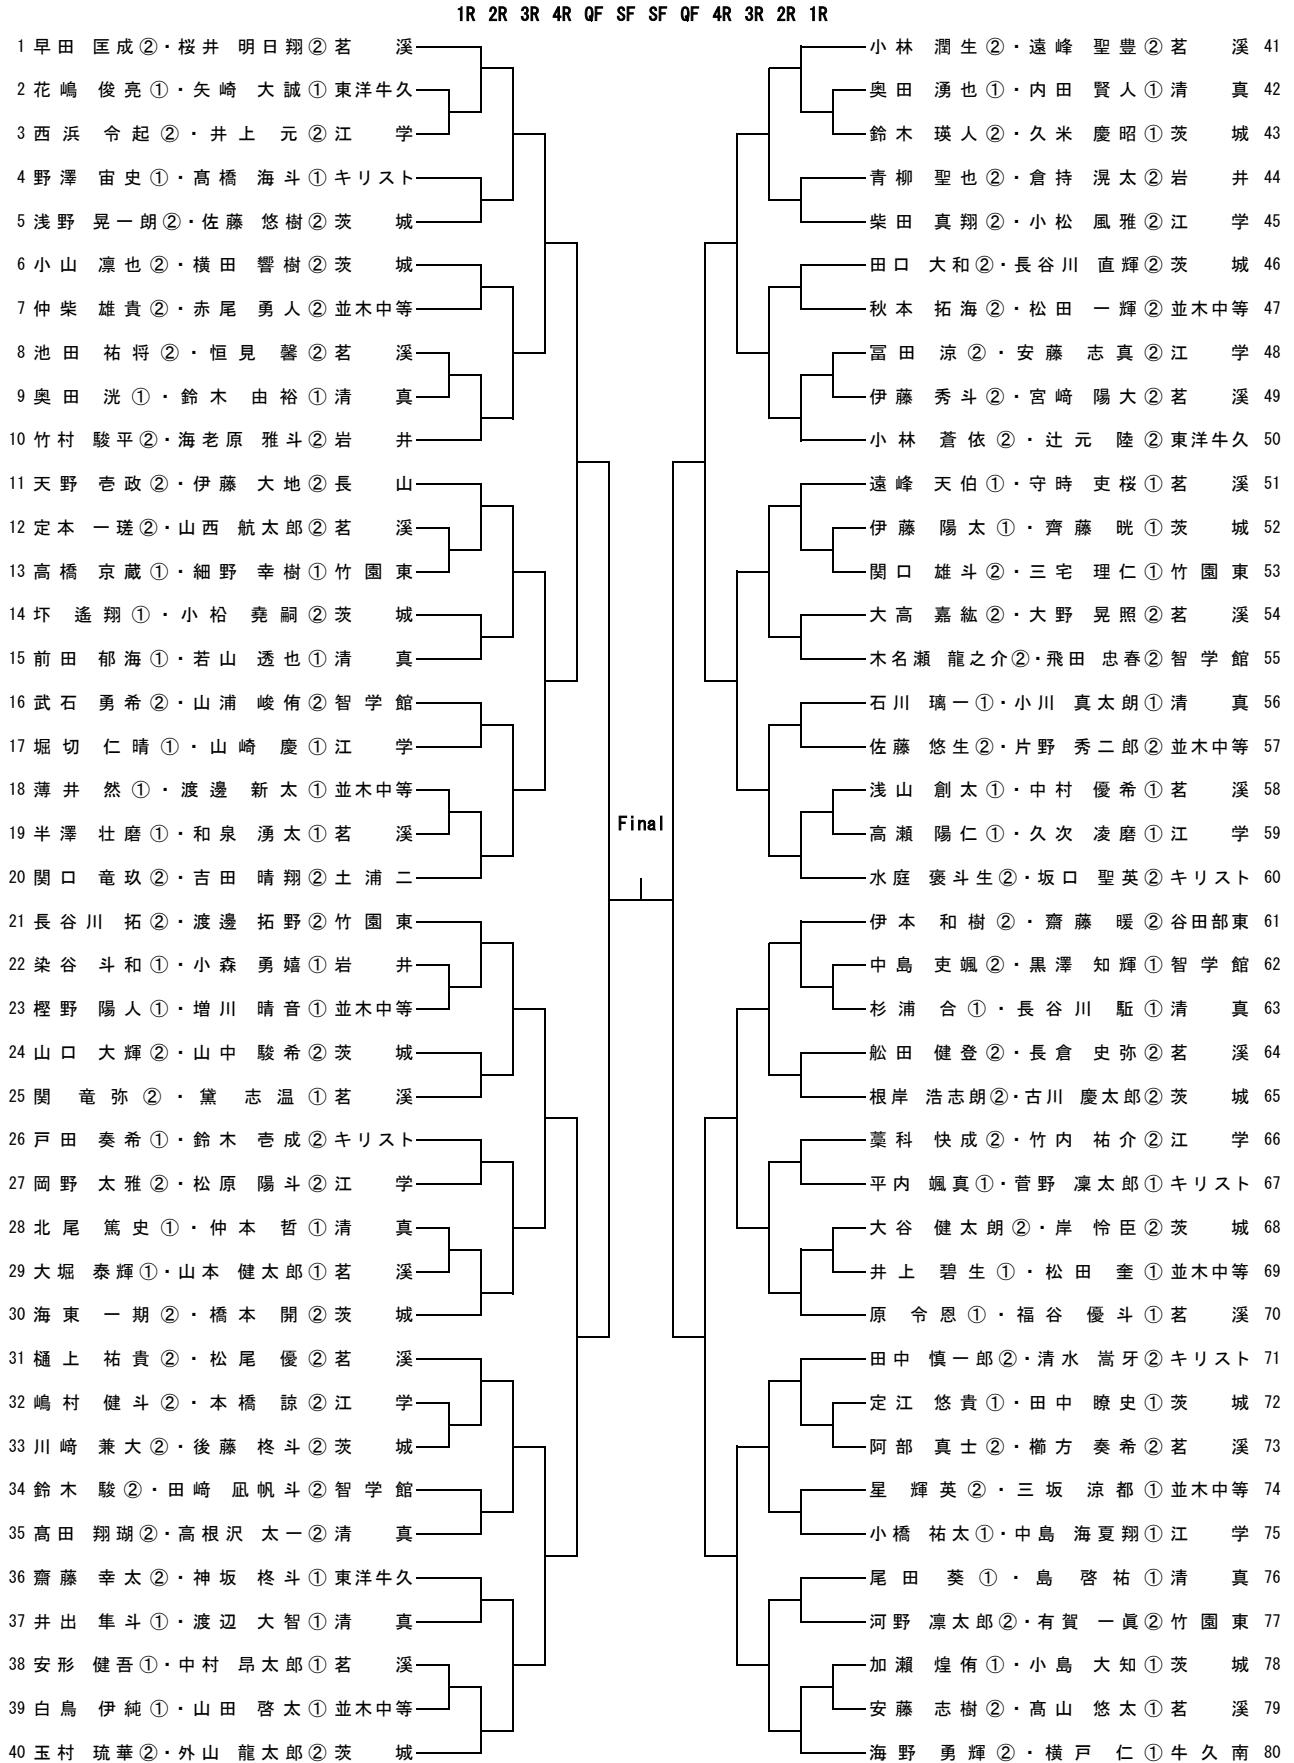 1R 2R 3R 4R QF SF SF QF 4R 3R 2R 1R
1 早田 匡成②・桜井 明日翔② 茗 溪
2 花嶋 俊亮①・矢崎 大誠① 東洋牛久
3 西浜 令起②・井上 元② 江 学
4 野澤 宙史①・髙橋 海斗① キリスト
5 浅野 晃一朗②・佐藤 悠樹② 茨 城
6 小山 凛也②・横田 響樹② 茨 城
7 仲柴 雄貴②・赤尾 勇人② 並木中等
8 池田 祐将②・恒見 馨② 茗 溪
9 奥田 洸①・鈴木 由裕① 清 真
10 竹村 駿平②・海老原 雅斗② 岩 井
11 天野 壱政②・伊藤 大地② 長 山
12 定本 一瑳②・山西 航太郎② 茗 溪
13 高橋 京蔵①・細野 幸樹① 竹園東
14 圷 遙翔①・小松 堯嗣② 茨 城
15 前田 郁海①・若山 透也① 清 真
16 武石 勇希②・山浦 峻侑② 智学館
17 堀切 仁晴①・山崎 慶① 江 学
18 薄井 然①・渡邊 新太① 並木中等
19 半澤 壮磨①・和泉 湧太① 茗 溪
20 関口 竜玖②・吉田 晴翔② 土浦二
21 長谷川 拓②・渡邊 拓野② 竹園東
22 染谷 斗和①・小森 勇嬉① 岩 井
23 樫野 陽人①・増川 晴音① 並木中等
24 山口 大輝②・山中 駿希② 茨 城
25 関 竜弥②・黛 志温① 茗 溪
26 戸田 奏希①・鈴木 壱成② キリスト
27 岡野 太雅②・松原 陽斗② 江 学
28 北尾 篤史①・仲本 哲① 清 真
29 大堀 泰輝①・山本 健太郎① 茗 溪
30 海東 一期②・橋本 開② 茨 城
31 樋上 祐貴②・松尾 優② 茗 溪
32 嶋村 健斗②・本橋 諒② 江 学
33 川﨑 兼大②・後藤 柊斗② 茨 城
34 鈴木 駿②・田﨑 凪帆斗② 智学館
35 髙田 翔瑚②・高根沢 太一② 清 真
36 齋藤 幸太②・神坂 柊斗① 東洋牛久
37 井出 隼斗①・渡辺 大智① 清 真
38 安形 健吾①・中村 昂太郎① 茗 溪
39 白鳥 伊純①・山田 啓太① 並木中等
40 玉村 琉華②・外山 龍太郎② 茨 城
Final
小林 潤生②・遠峰 聖豊② 茗 溪 41
奥田 湧也①・内田 賢人① 清 真 42
鈴木 瑛人②・久米 慶昭① 茨 城 43
青柳 聖也②・倉持 滉太② 岩 井 44
柴田 真翔②・小松 風雅② 江 学 45
田口 大和②・長谷川 直輝② 茨 城 46
秋本 拓海②・松田 一輝② 並木中等 47
冨田 涼②・安藤 志真② 江 学 48
伊藤 秀斗②・宮﨑 陽大② 茗 溪 49
小林 蒼依②・辻元 陸② 東洋牛久 50
遠峰 天伯①・守時 吏桜① 茗 溪 51
伊藤 陽太①・齊藤 晄① 茨 城 52
関口 雄斗②・三宅 理仁① 竹園東 53
大高 嘉紘②・大野 晃照② 茗 溪 54
木名瀬 龍之介②・飛田 忠春② 智学館 55
石川 璃一①・小川 真太朗① 清 真 56
佐藤 悠生②・片野 秀二郎② 並木中等 57
浅山 創太①・中村 優希① 茗 溪 58
高瀬 陽仁①・久次 凌磨① 江 学 59
水庭 褒斗生②・坂口 聖英② キリスト 60
伊本 和樹②・齋藤 暖② 谷田部東 61
中島 吏颯②・黒澤 知輝① 智学館 62
杉浦 合①・長谷川 駈① 清 真 63
舩田 健登②・長倉 史弥② 茗 溪 64
根岸 浩志朗②・古川 慶太郎② 茨 城 65
藁科 快成②・竹内 祐介② 江 学 66
平内 颯真①・菅野 凜太郎① キリスト 67
大谷 健太朗②・岸 怜臣② 茨 城 68
井上 碧生①・松田 奎① 並木中等 69
原 令恩①・福谷 優斗① 茗 溪 70
田中 慎一郎②・清水 嵩牙② キリスト 71
定江 悠貴①・田中 瞭史① 茨 城 72
阿部 真士②・櫛方 奏希② 茗 溪 73
星 輝英②・三坂 涼都① 並木中等 74
小橋 祐太①・中島 海夏翔① 江 学 75
尾田 葵①・島 啓祐① 清 真 76
河野 凛太郎②・有賀 一眞② 竹園東 77
加瀨 煌侑①・小島 大知① 茨 城 78
安藤 志樹②・髙山 悠太① 茗 溪 79
海野 勇輝②・横戸 仁① 牛久南 80